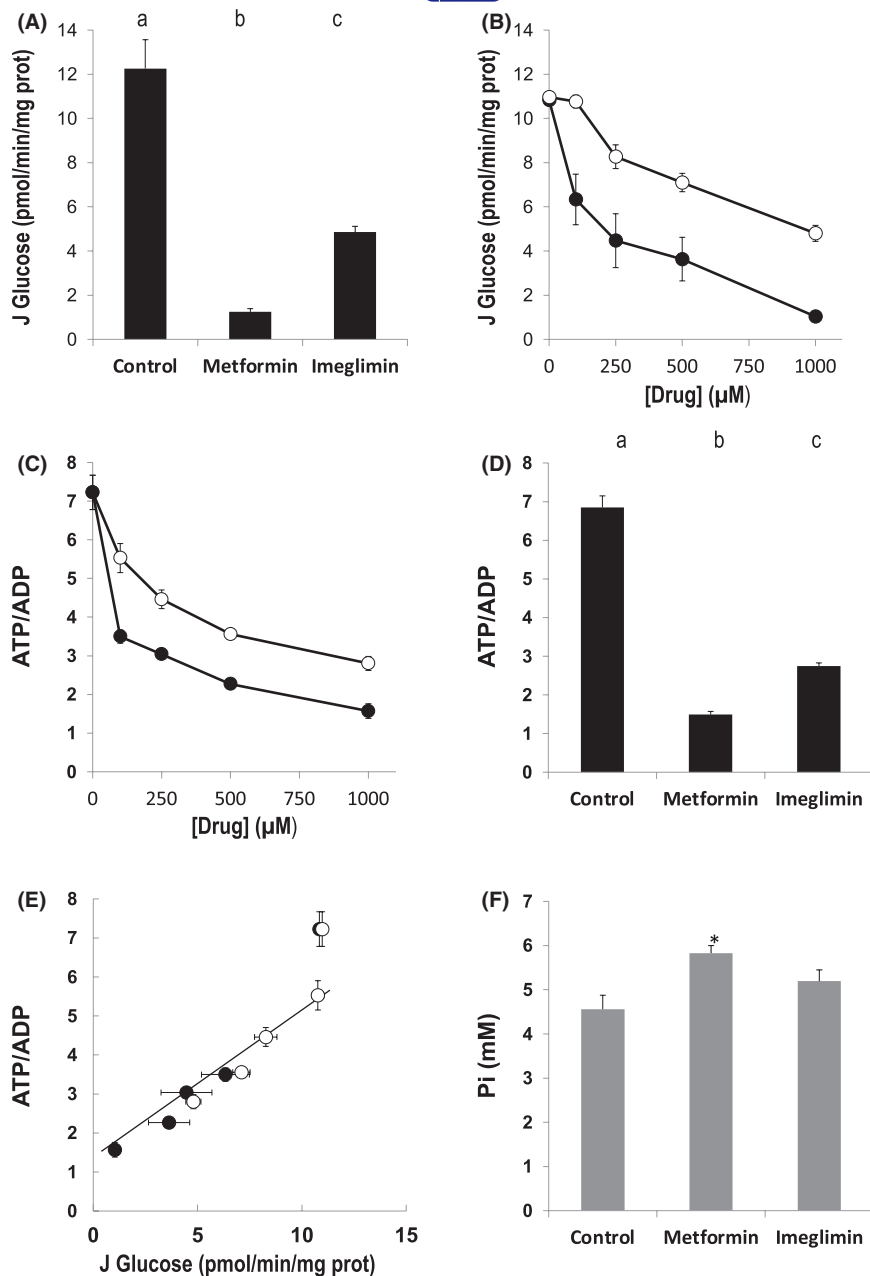 (A)
a b c
J Glucose (pmol/min/mg prot)
14
12
10
8
6
4
2
0
Control Metformin Imeglimin
(B)
J Glucose (pmol/min/mg prot)
14
12
10
8
6
4
2
0
0 250 500 750 1000
[Drug] (µM)
(C)
ATP/ADP
8
7
6
5
4
3
2
1
0
0 250 500 750 1000
[Drug] (µM)
(D)
a b c
ATP/ADP
8
7
6
5
4
3
2
1
0
Control Metformin Imeglimin
(E)
ATP/ADP
8
7
6
5
4
3
2
1
0
0 5 10 15
J Glucose (pmol/min/mg prot)
(F)
Pi (mM)
7
6
5
4
3
2
1
0
*
Control Metformin Imeglimin